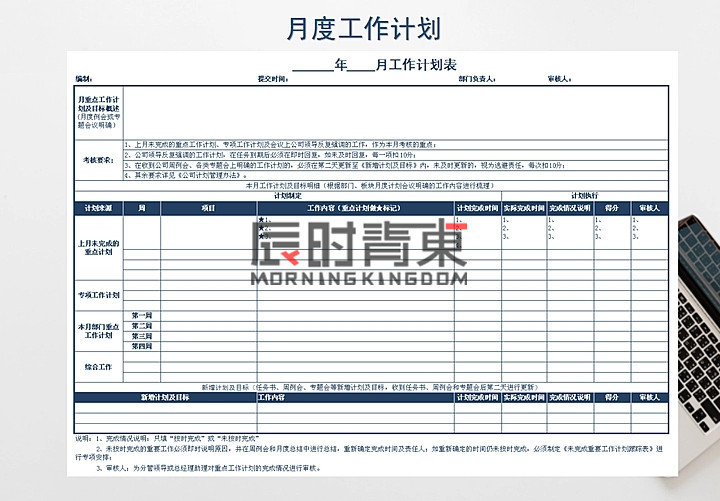 月度工作计划
______年____月工作计划表
编制： 提交时间： 部门负责人： 审核人：
月重点工作计划及目标概述
(月度例会或专题会议明确)
考核要求：
1、上月未完成的重点工作计划、专项工作计划及会议上公司领导反复强调的工作，作为本月考核的重点；
2、公司领导反复强调的工作计划，在任务到期后必须在即时回复，如未及时回复，每一项扣10分；
3、在收到公司周例会、各类专题会上明确的工作计划的，必须在第二天更新至《新增计划及目标》内，未及时更新的，视为逃避责任，每次扣10分；
4、其余要求详见《公司计划管理办法》。
本月工作计划及目标明细（根据部门、板块月度计划会议明确的工作内容进行梳理）
计划制定 计划执行
计划来源 周 项目 工作内容（重点计划做★标记） 计划完成时间 实际完成时间 完成情况说明 得分 审核人
上月未完成的重点计划
★1、 1、 1、 1、 1、 1、
★2、 2、 2、 2、 2、 2、
★3、 3、 3、 3、 3、 3、
辰时青東
MORNINGKINGDOM
专项工作计划
本月部门重点工作计划
第一周
第二周
第三周
第四周
综合工作
新增计划及目标（任务书、周例会、专题会等新增计划及目标，收到任务书、周例会和专题会后第二天进行更新）
新增计划及目标 工作内容 计划完成时间 实际完成时间 完成情况说明 得分 审核人
说明：1、完成情况说明：只填“按时完成”或“未按时完成”
2、未按时完成的重要工作必须即时说明原因，并在周例会和月度总结中进行总结，重新确定完成时间及责任人；如重新确定的时间仍未按时完成，必须制定《未完成重要工作计划跟踪表》进行专项安排；
3、审核人：为分管领导或总经理助理对重点工作计划的完成情况进行审核。